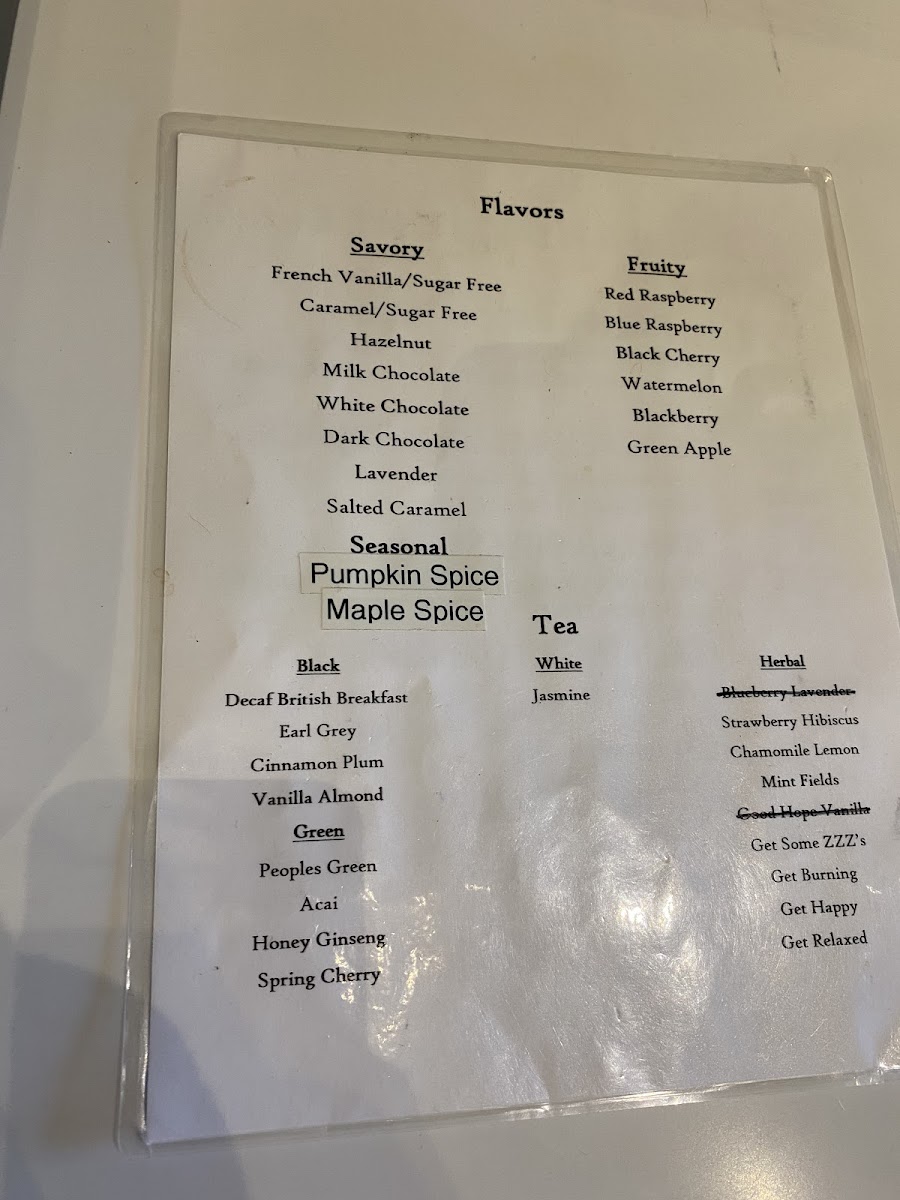 Flavors
Savory
French Vanilla/Sugar Free
Caramel/Sugar Free
Hazelnut
Milk Chocolate
White Chocolate
Dark Chocolate
Lavender
Salted Caramel
Fruity
Red Raspberry
Blue Raspberry
Black Cherry
Watermelon
Blackberry
Green Apple
Seasonal
Pumpkin Spice
Maple Spice
Tea
Black
Decaf British Breakfast
Earl Grey
Cinnamon Plum
Vanilla Almond
Green
Peoples Green
Acai
Honey Ginseng
Spring Cherry
White
Jasmine
Herbal
Blueberry Lavender
Strawberry Hibiscus
Chamomile Lemon
Mint Fields
Good Hope Vanilla
Get Some ZZZ's
Get Burning
Get Happy
Get Relaxed